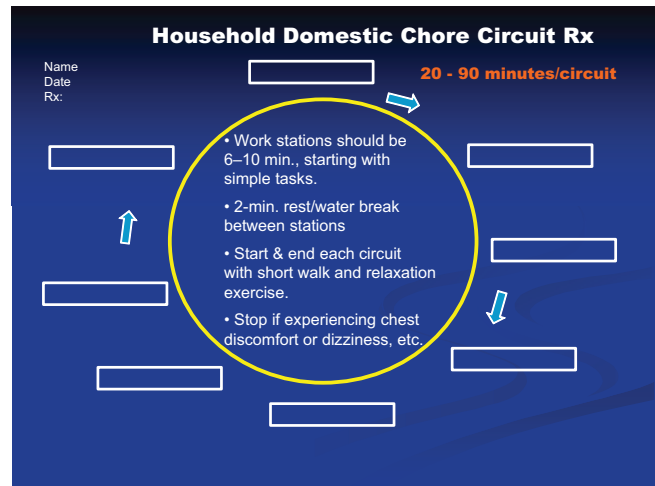 Household Domestic Chore Circuit Rx
Name
Date
Rx:
20 - 90 minutes/circuit
• Work stations should be
6–10 min., starting with
simple tasks.
• 2-min. rest/water break
between stations
• Start & end each circuit
with short walk and relaxation
exercise.
• Stop if experiencing chest
discomfort or dizziness, etc.